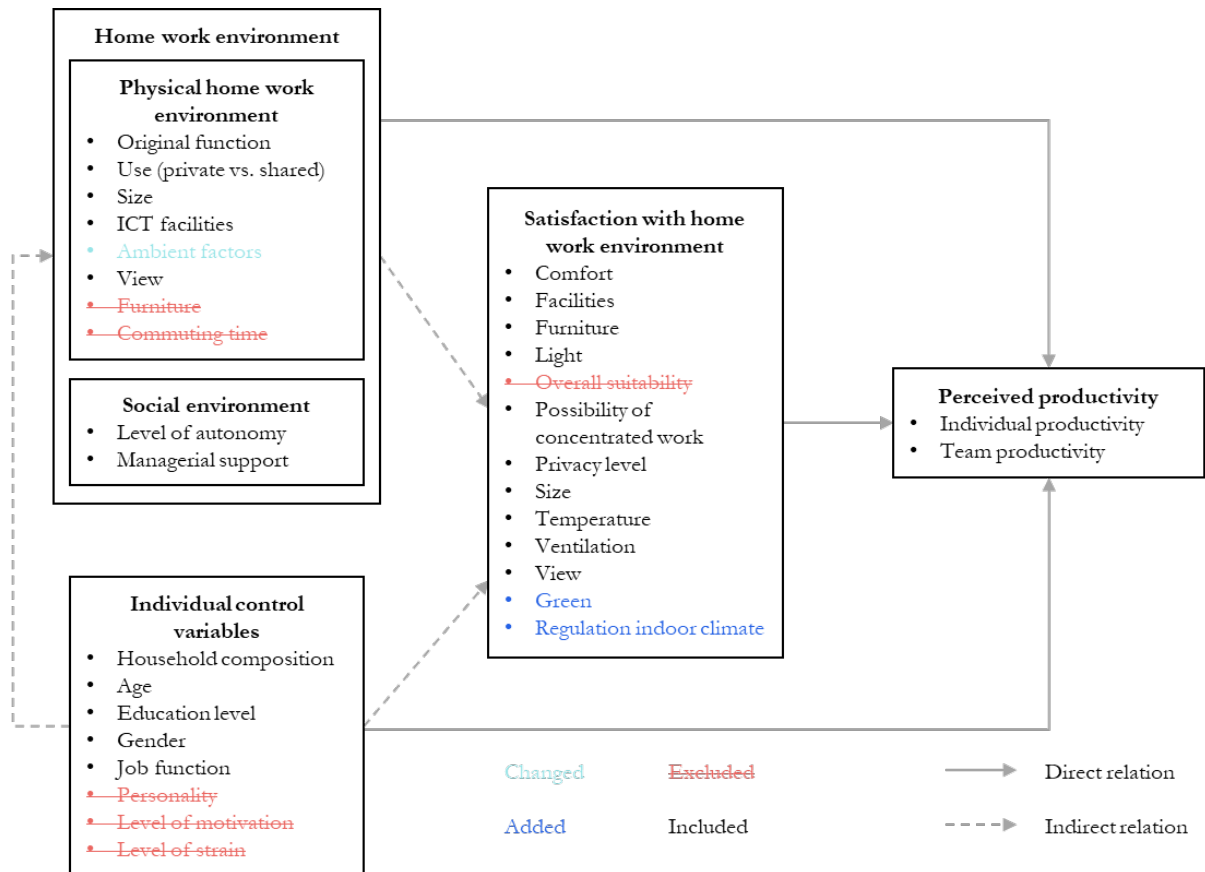 Home work environment
Physical home work
environment
• Original function
• Use (private vs. shared)
• Size
• ICT facilities
• Ambient factors
• View
• Furniture
• Commuting time
Social environment
• Level of autonomy
• Managerial support
Individual control
variables
• Household composition
• Age
• Education level
• Gender
• Job function
• Personality
• Level of motivation
• Level of strain
Satisfaction with home
work environment
• Comfort
• Facilities
• Furniture
• Light
• Overall suitability
• Possibility of
concentrated work
• Privacy level
• Size
• Temperature
• Ventilation
• View
• Green
• Regulation indoor climate
Perceived productivity
• Individual productivity
• Team productivity
Changed
Excluded
Direct relation
Added
Included
Indirect relation